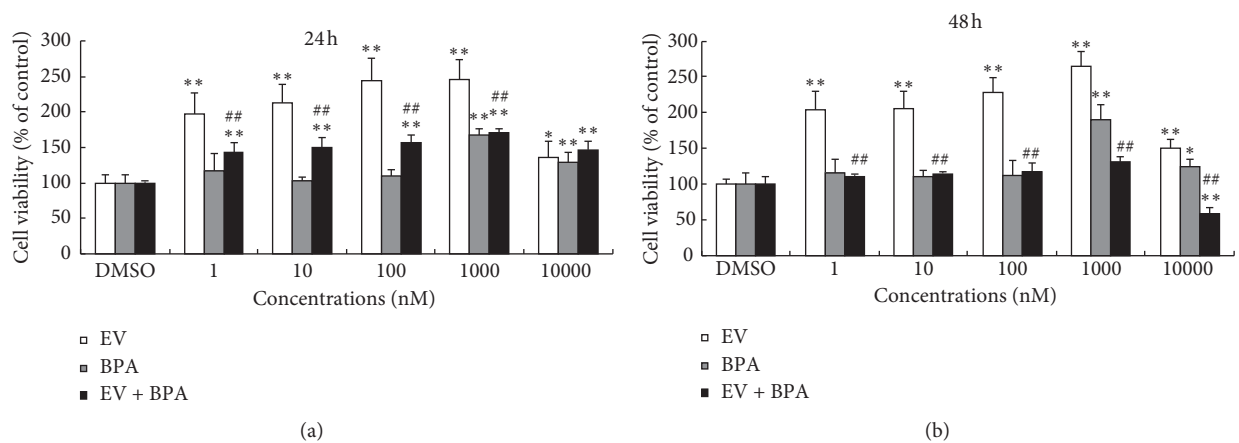 24 h
Cell viability (% of control)
300
250
200
150
100
50
0
** ** ** ** *
## ## ## ##
** ** ** ** ** ** **
DMSO 1 10 100 1000 10000
Concentrations (nM)
EV
BPA
EV + BPA
(a)
48 h
Cell viability (% of control)
300
250
200
150
100
50
0
** ** ** ** **
** *
## ## ## ## ##
**
DMSO 1 10 100 1000 10000
Concentrations (nM)
EV
BPA
EV + BPA
(b)